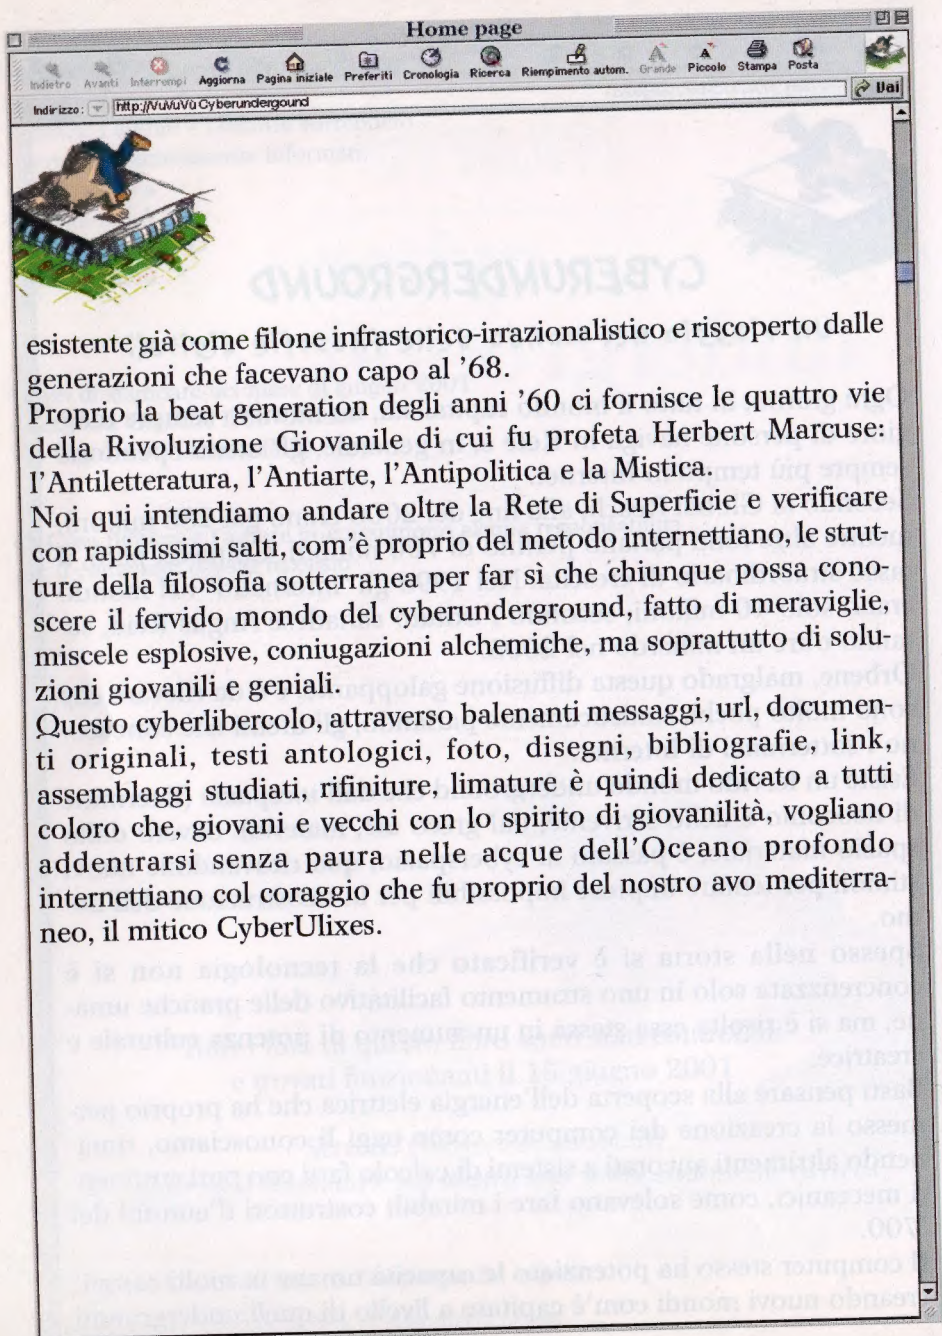 Home page
Indietro Avanti Interrompi Aggiorna Pagina iniziale Preferiti Cronologia Ricerca Riempimento autom. Grande Piccolo Stampa Posta
Indirizzo: http://VuVuVù Cyberundergound Vai
esistente già come filone infrastorico-irrazionalistico e riscoperto dalle
generazioni che facevano capo al ’68.
Proprio la beat generation degli anni ’60 ci fornisce le quattro vie
della Rivoluzione Giovanile di cui fu profeta Herbert Marcuse:
l’Antiletteratura, l’Antiarte, l’Antipolitica e la Mistica.
Noi qui intendiamo andare oltre la Rete di Superficie e verificare
con rapidissimi salti, com’è proprio del metodo internettiano, le strut-
ture della filosofia sotterranea per far sì che chiunque possa cono-
scere il fervido mondo del cyberunderground, fatto di meraviglie,
miscele esplosive, coniugazioni alchemiche, ma soprattutto di solu-
zioni giovanili e geniali.
Questo cyberlibercolo, attraverso balenanti messaggi, url, documen-
ti originali, testi antologici, foto, disegni, bibliografie, link,
assemblaggi studiati, rifiniture, limature è quindi dedicato a tutti
coloro che, giovani e vecchi con lo spirito di giovanilità, vogliano
addentrarsi senza paura nelle acque dell’Oceano profondo
internettiano col coraggio che fu proprio del nostro avo mediterra-
neo, il mitico CyberUlixes.